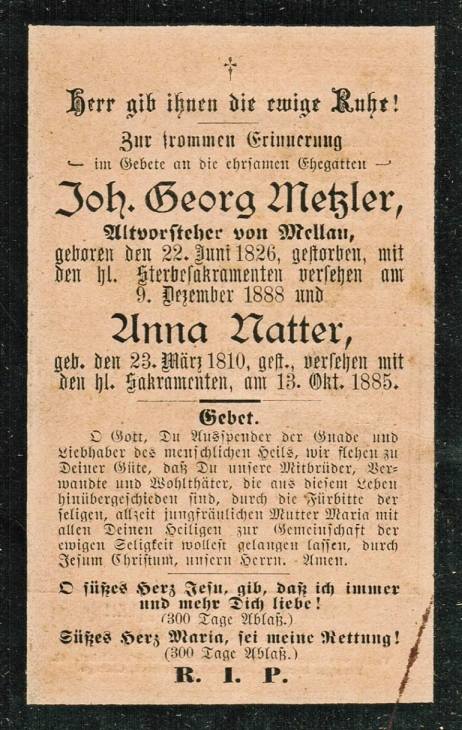 Herr gib ihnen die ewige Ruhe!
Zur frommen Erinnerung
im Gebete an die ehrsamen Ehegatten
Joh. Georg Metzler,
Altvorsteher von Mellau,
geboren den 22. Juni 1826, gestorben, mit
den hl. Sterbesakramenten versehen am
9. Dezember 1888 und
Anna Natter,
geb. den 23. März 1810, gest., versehen mit
den hl. Sakramenten, am 13. Okt. 1885.
Gebet.
O Gott, Du Ausspender der Gnade und
Liebhaber des menschlichen Heils, wir flehen zu
Deiner Güte, daß Du unsere Mitbrüder, Ver-
wandte und Wohlthäter, die aus diesem Leben
hinübergeschieden sind, durch die Fürbitte der
seligen, allzeit jungfräulichen Mutter Maria mit
allen Deinen Heiligen zur Gemeinschaft der
ewigen Seligkeit wollest gelangen lassen, durch
Jesum Christum, unsern Herrn. Amen.
O süßes Herz Jesu, gib, daß ich immer
und mehr Dich liebe!
(300 Tage Ablaß.)
Süßes Herz Maria, sei meine Rettung!
(300 Tage Ablaß.)
R. I. P.